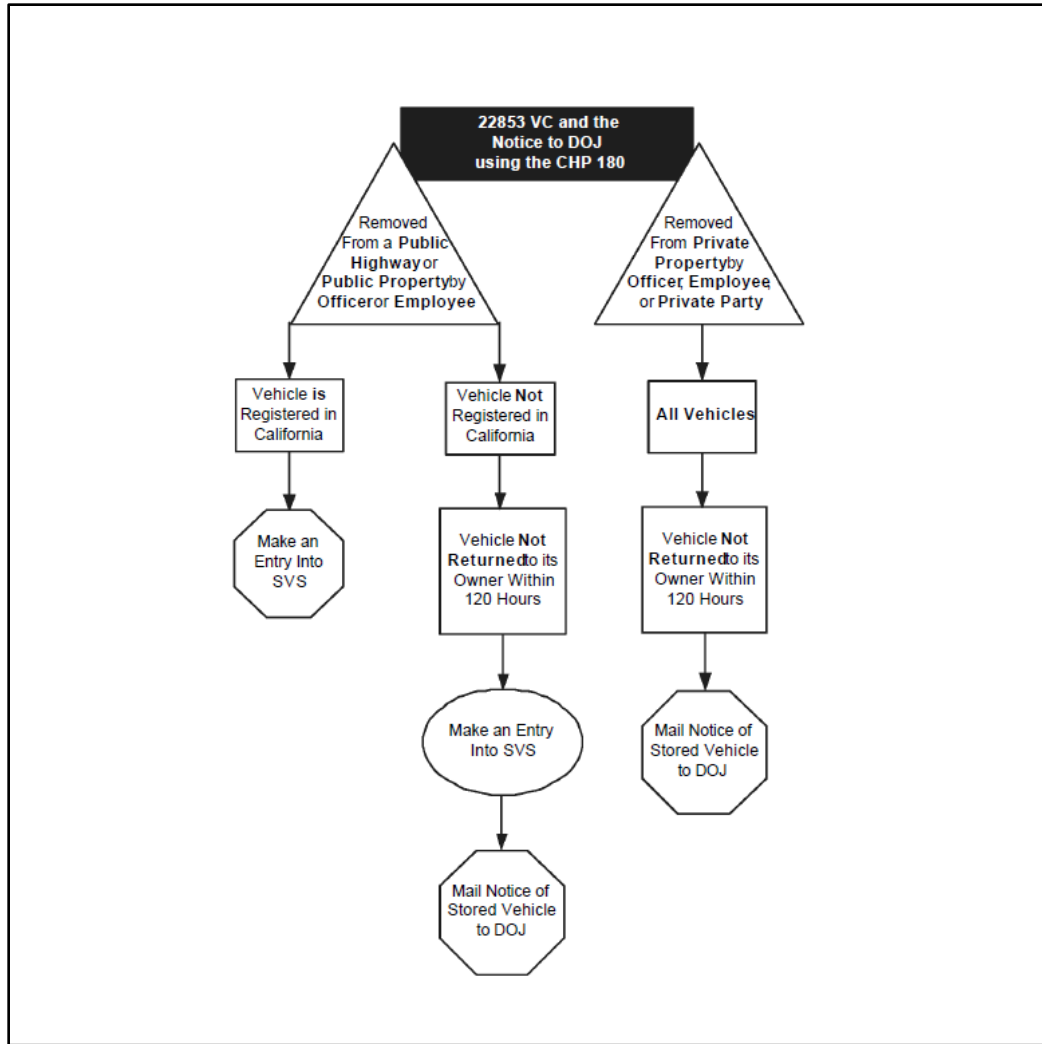 22853 VC and the
Notice to DOJ
using the CHP 180
Removed
From a Public
Highway or
Public Property by
Officer or Employee
Removed
From Private
Property by
Officer, Employee,
or Private Party
Vehicle is
Registered in
California
Vehicle Not
Registered in
California
All Vehicles
Make an
Entry Into
SVS
Vehicle Not
Returned to its
Owner Within
120 Hours
Vehicle Not
Returned to its
Owner Within
120 Hours
Make an Entry
Into SVS
Mail Notice of
Stored Vehicle
to DOJ
Mail Notice of
Stored Vehicle
to DOJ